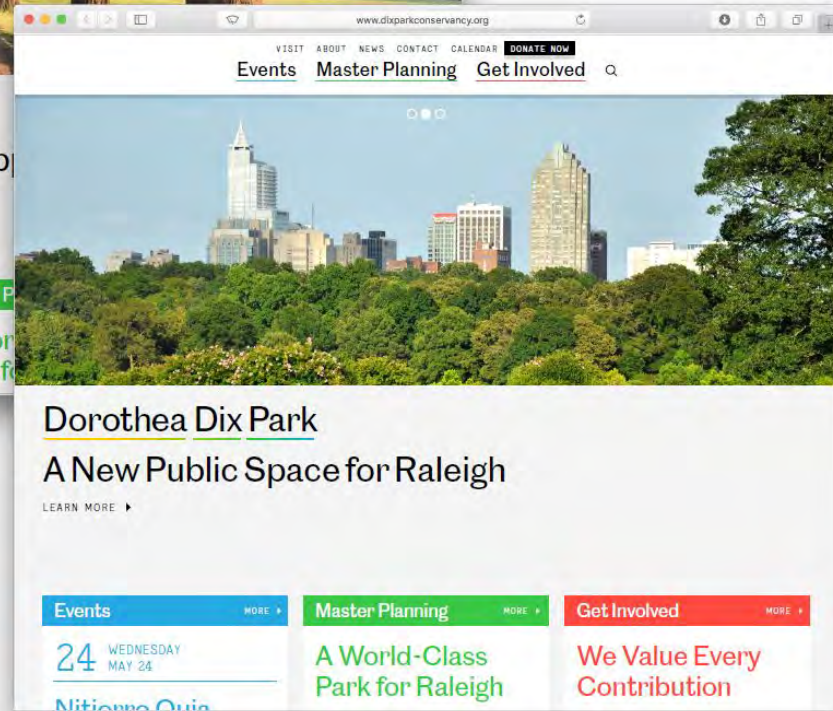 www.dixparkconservancy.org
VISIT ABOUT NEWS CONTACT CALENDAR DONATE NOW
Events Master Planning Get Involved
Dorothea Dix Park
A New Public Space for Raleigh
LEARN MORE
Events MORE
Master Planning MORE
Get Involved MORE
24 WEDNESDAY
MAY 24
A World-Class
Park for Raleigh
We Value Every
Contribution